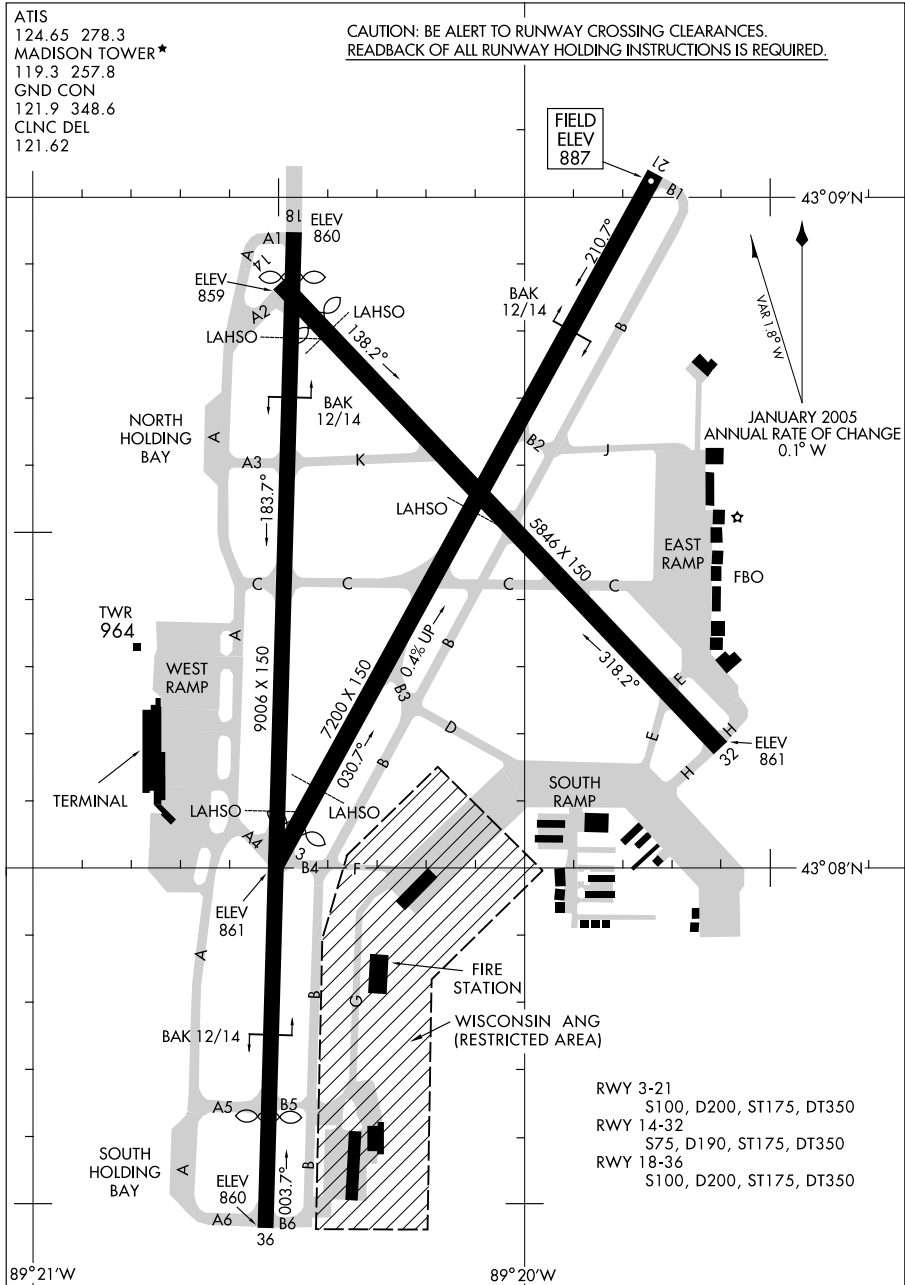 ATIS
124.65 278.3
MADISON TOWER★
119.3 257.8
GND CON
121.9 348.6
CLNC DEL
121.62
CAUTION: BE ALERT TO RUNWAY CROSSING CLEARANCES.
READBACK OF ALL RUNWAY HOLDING INSTRUCTIONS IS REQUIRED.
FIELD
ELEV
887
21
B1
43°09'N
A1
18
ELEV
860
A
14
ELEV
859
A2
LAHSO
LAHSO
138.2°
210.7°
BAK
12/14
B
VAR 1.8° W
JANUARY 2005
ANNUAL RATE OF CHANGE
0.1° W
BAK
12/14
NORTH
HOLDING
BAY
A
A3
K
B2
J
183.7°
LAHSO
5846 X 150
EAST
RAMP
FBO
C
C
C
C
TWR
964
A
WEST
RAMP
9006 X 150
7200 X 150
0.4% UP
B
B3
318.2°
E
E
H
H
32
ELEV
861
D
030.7°
B
TERMINAL
LAHSO
LAHSO
SOUTH
RAMP
A4
3
B4
F
43°08'N
ELEV
861
A
B
G
FIRE
STATION
WISCONSIN ANG
(RESTRICTED AREA)
BAK 12/14
A5
B5
SOUTH
HOLDING
BAY
A
ELEV
860
003.7°
B
A6
B6
36
RWY 3-21
S100, D200, ST175, DT350
RWY 14-32
S75, D190, ST175, DT350
RWY 18-36
S100, D200, ST175, DT350
89°21'W
89°20'W